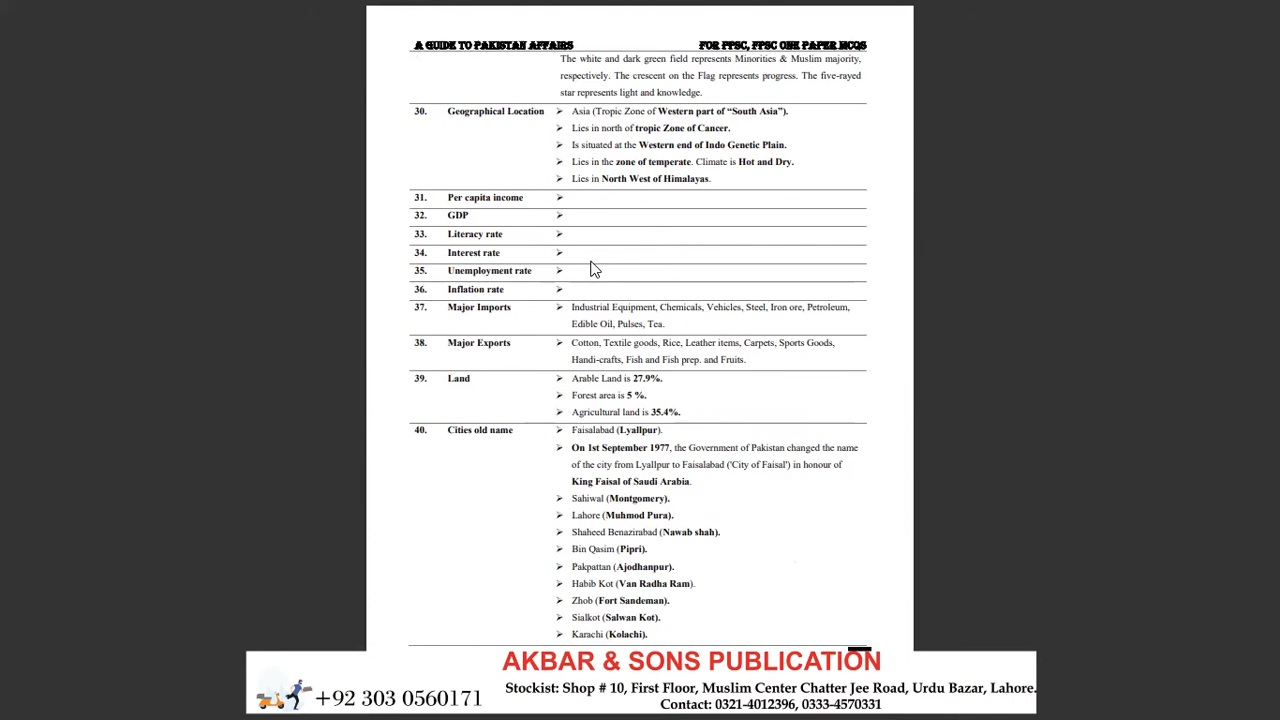 A GUIDE TO PAKISTAN AFFAIRS FOR PPSC, FPSC ONE PAPER MCQS
The white and dark green field represents Minorities & Muslim majority,
respectively. The crescent on the Flag represents progress. The five-rayed
star represents light and knowledge.
30. Geographical Location ➢ Asia (Tropic Zone of Western part of “South Asia”).
➢ Lies in north of tropic Zone of Cancer.
➢ Is situated at the Western end of Indo Genetic Plain.
➢ Lies in the zone of temperate. Climate is Hot and Dry.
➢ Lies in North West of Himalayas.
31. Per capita income ➢
32. GDP ➢
33. Literacy rate ➢
34. Interest rate ➢
35. Unemployment rate ➢
36. Inflation rate ➢
37. Major Imports ➢ Industrial Equipment, Chemicals, Vehicles, Steel, Iron ore, Petroleum,
Edible Oil, Pulses, Tea.
38. Major Exports ➢ Cotton, Textile goods, Rice, Leather items, Carpets, Sports Goods,
Handi-crafts, Fish and Fish prep. and Fruits.
39. Land ➢ Arable Land is 27.9%.
➢ Forest area is 5 %.
➢ Agricultural land is 35.4%.
40. Cities old name ➢ Faisalabad (Lyallpur).
➢ On 1st September 1977, the Government of Pakistan changed the name
of the city from Lyallpur to Faisalabad ('City of Faisal') in honour of
King Faisal of Saudi Arabia.
➢ Sahiwal (Montgomery).
➢ Lahore (Muhmod Pura).
➢ Shaheed Benazirabad (Nawab shah).
➢ Bin Qasim (Pipri).
➢ Pakpattan (Ajodhanpur).
➢ Habib Kot (Van Radha Ram).
➢ Zhob (Fort Sandeman).
➢ Sialkot (Salwan Kot).
➢ Karachi (Kolachi).
AKBAR & SONS PUBLICATION
+92 303 0560171
Stockist: Shop # 10, First Floor, Muslim Center Chatter Jee Road, Urdu Bazar, Lahore.
Contact: 0321-4012396, 0333-4570331